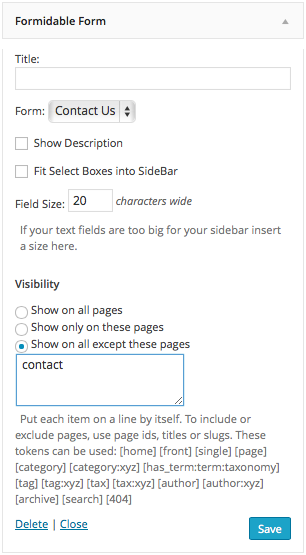 Formidable Form
Title:
Form: Contact Us
Show Description
Fit Select Boxes into SideBar
Field Size: 20 characters wide
If your text fields are too big for your sidebar insert
a size here.
Visibility
Show on all pages
Show only on these pages
Show on all except these pages
contact
Put each item on a line by itself. To include or
exclude pages, use page ids, titles or slugs. These
tokens can be used: [home] [front] [single] [page]
[category] [category:xyz] [has_term:term:taxonomy]
[tag] [tag:xyz] [tax] [tax:xyz] [author] [author:xyz]
[archive] [search] [404]
Delete | Close Save